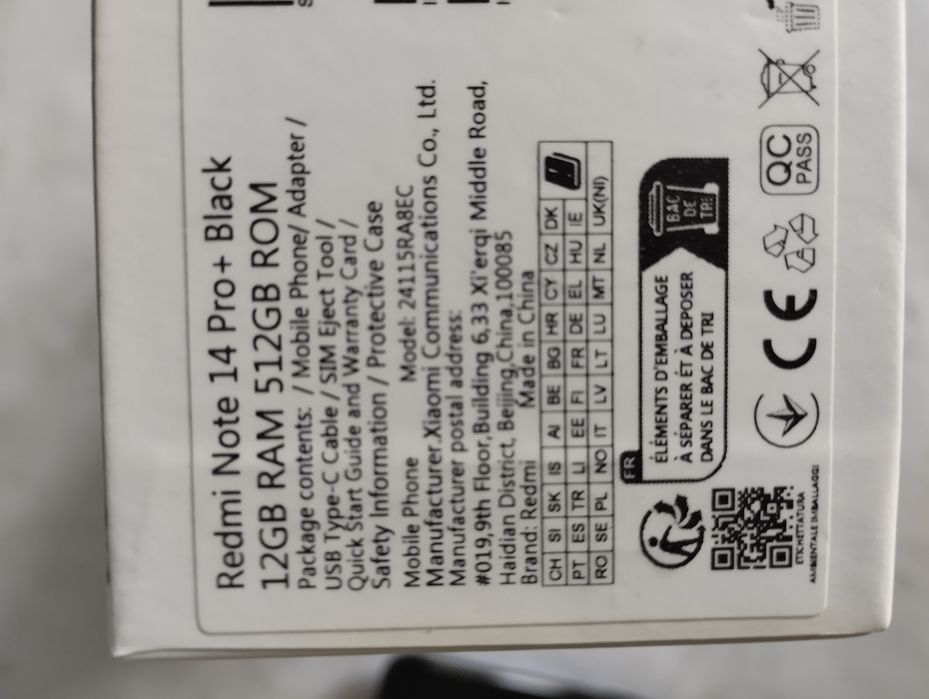 Redmi Note 14 Pro+ Black
12GB RAM 512GB ROM
Package contents: / Mobile Phone/ Adapter /
USB Type-C Cable / SIM Eject Tool /
Quick Start Guide and Warranty Card /
Safety Information / Protective Case
Mobile Phone Model: 24115RA8EC
Manufacturer:Xiaomi Communications Co., Ltd.
Manufacturer postal address:
#019,9th Floor,Building 6,33 Xi'erqi Middle Road,
Haidian District, Beijing,China,100085
Brand: Redmi Made in China
CH SI SK IS AI BE BG HR CY CZ DK
PT ES TR LI EE FI FR DE EL HU IE
RO SE PL NO IT LV LT LU MT NL UK(NI)
FR
ÉLÉMENTS D'EMBALLAGE
À SÉPARER ET À DÉPOSER
DANS LE BAC DE TRI
BAC
DE
TRI
ETICHETTATURA
AMBIENTALE IMBALLAGGI
CE
QC
PASS